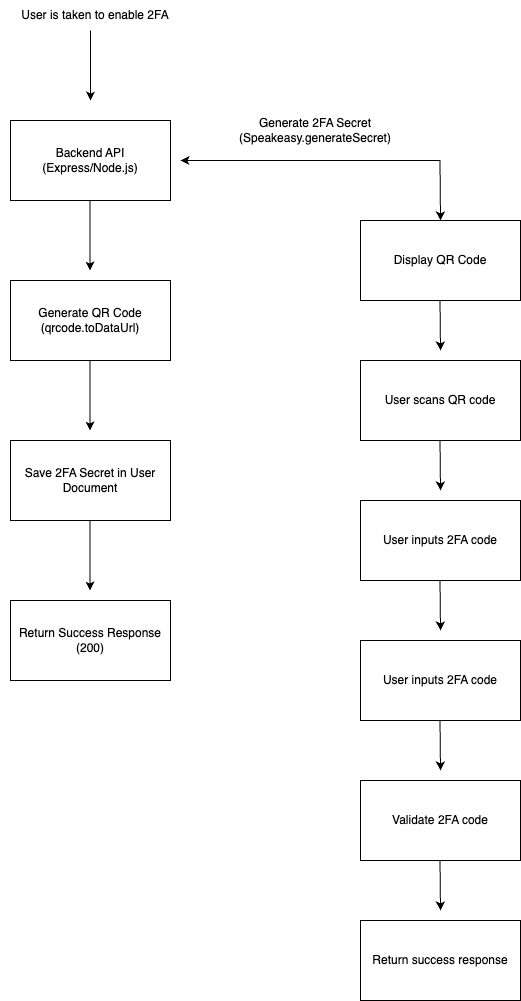 User is taken to enable 2FA
Generate 2FA Secret
(Speakeasy.generateSecret)
Backend API
(Express/Node.js)
Display QR Code
Generate QR Code
(qrcode.toDataUrl)
User scans QR code
Save 2FA Secret in User
Document
User inputs 2FA code
Return Success Response
(200)
User inputs 2FA code
Validate 2FA code
Return success response